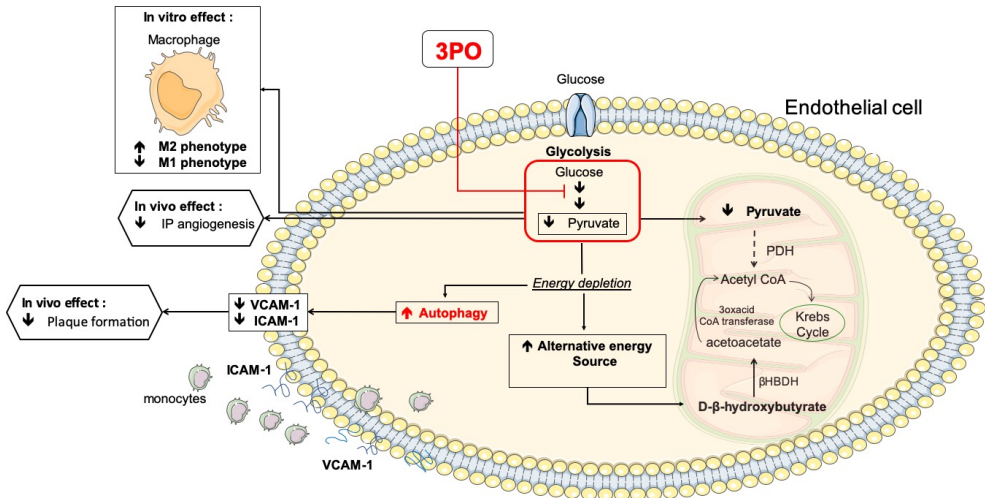 In vitro effect :
Macrophage
M2 phenotype
M1 phenotype
3PO
Glucose
Endothelial cell
Glycolysis
Glucose
Pyruvate
In vivo effect :
IP angiogenesis
Pyruvate
PDH
Acetyl CoA
3oxacid
CoA transferase
Krebs
Cycle
acetoacetate
βHBDH
D-β-hydroxybutyrate
Energy depletion
In vivo effect :
Plaque formation
VCAM-1
ICAM-1
Autophagy
Alternative energy
Source
ICAM-1
monocytes
VCAM-1